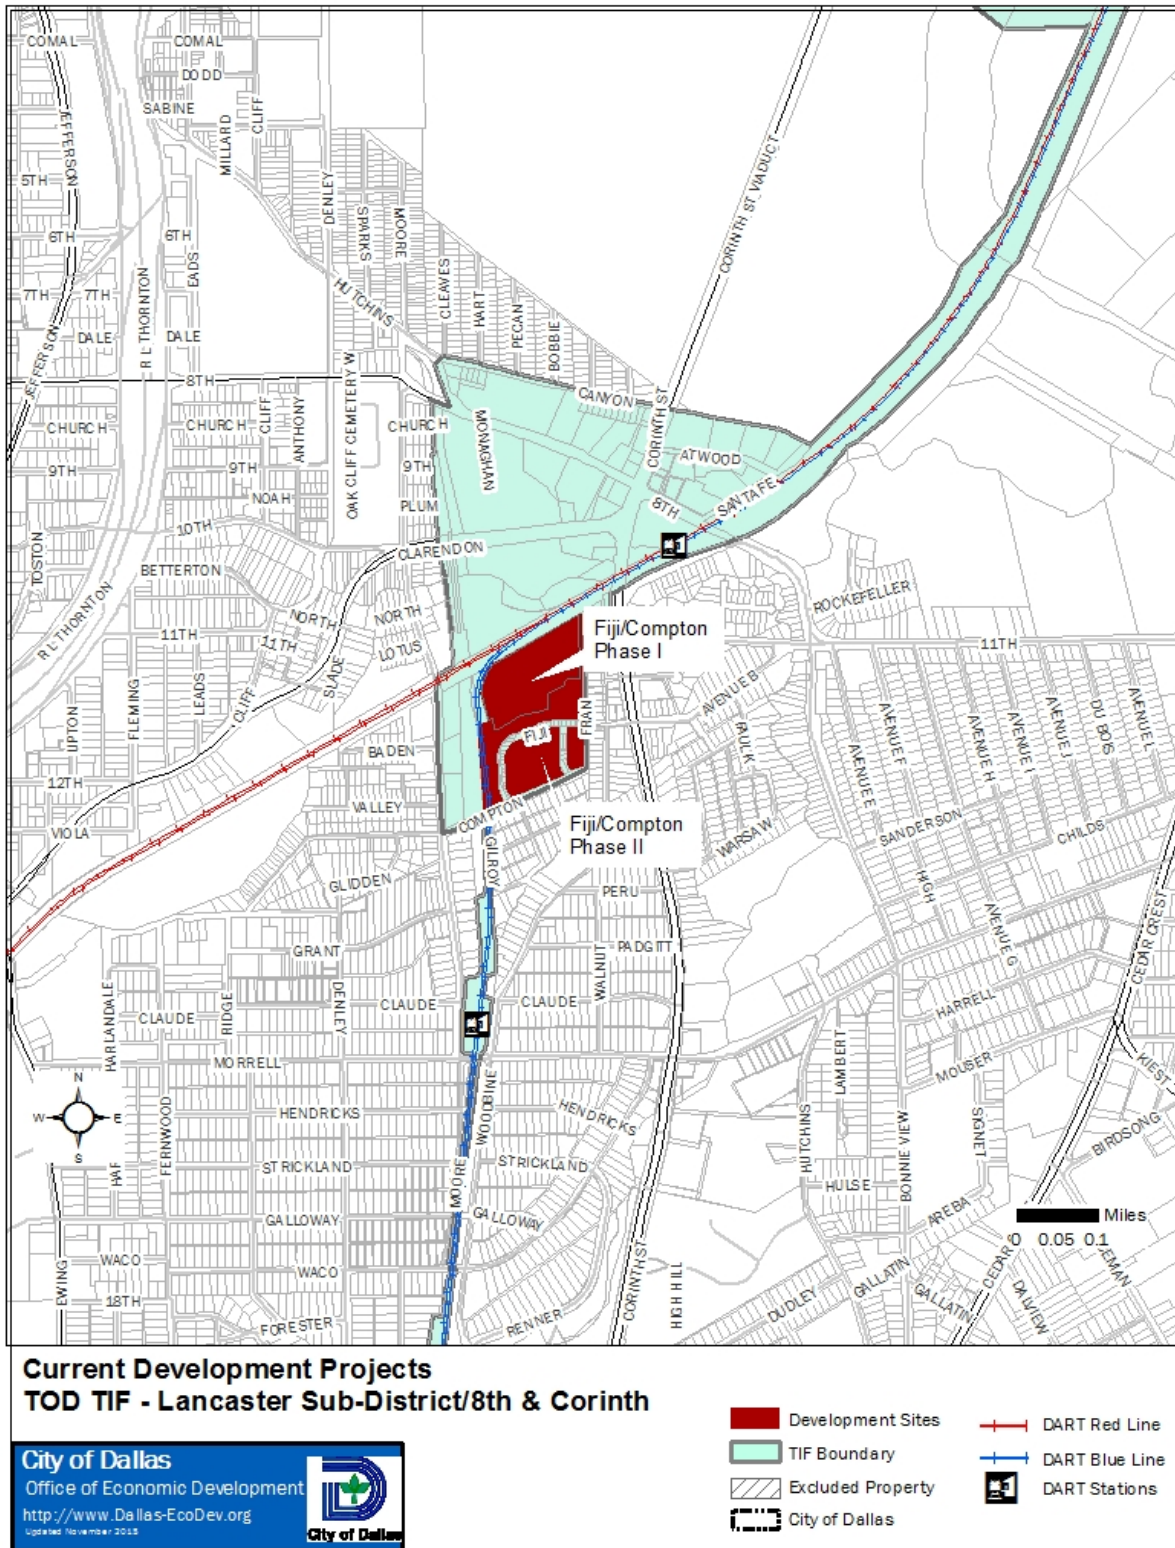 COMAL
COMAL
DODD
SABINE
MILLARD
CLIFF
JEFFERSON
5TH
6TH
6TH
7TH
7TH
EADS
R L THORNTON
DALE
DALE
JEFFERSON
8TH
DENLEY
SPARKS
MOORE
HUTCHINS
CLEAVES
HART
PECAN
BOBBIE
CORINTH ST VIADUCT
CANYON
CORINTH ST
ATWOOD
MONAGHAN
SANTA FE
8TH
CHURCH
CHURCH
CLIFF
ANTHONY
OAK CLIFF CEMETERY W
CHURCH
9TH
9TH
9TH
NOAH
PLUM
10TH
CLARENDON
TOSTON
BETTERTON
R L THORNTON
NORTH
NORTH
11TH
11TH
LOTUS
SLADE
CLIFF
LEADS
FLEMING
UPTON
ROCKEFELLER
11TH
Fiji/Compton
Phase I
FRAN
FIJI
AVENUE B
FAULK
AVENUE F
AVENUE E
AVENUE H
AVENUE I
AVENUE J
DU BOIS
AVENUE L
BADEN
12TH
VALLEY
COMPTON
VIOLA
GILROY
Fiji/Compton
Phase II
WARSAW
SANDERSON
CHILDS
HIGH
AVENUE G
GLIDDEN
PERU
GRANT
PADGITT
WALNUT
CEDAR CREST
HARLANDALE
CLAUDE
RIDGE
DENLEY
CLAUDE
CLAUDE
HARRELL
MORRELL
MOUSER
KIEST
LAMBERT
N
W
E
S
FERNWOOD
HENDRICKS
WOODBINE
HENDRICKS
HUTCHINS
BONNIE VIEW
SIGNET
BIRDSONG
HAR
STRICKLAND
MOORE
STRICKLAND
HULSE
AREBA
GALLOWAY
GALLOWAY
Miles
0 0.05 0.1
WACO
WACO
EWING
18TH
FORESTER
RENNER
CORINTH ST
HIGH HILL
DUDLEY
GALLATIN
GALLATIN
CEDAR
DALVIEW
Current Development Projects
TOD TIF - Lancaster Sub-District/8th & Corinth
City of Dallas
Office of Economic Development
http://www.Dallas-EcoDev.org
Updated November 2015
City of Dallas
Development Sites
TIF Boundary
Excluded Property
City of Dallas
DART Red Line
DART Blue Line
DART Stations